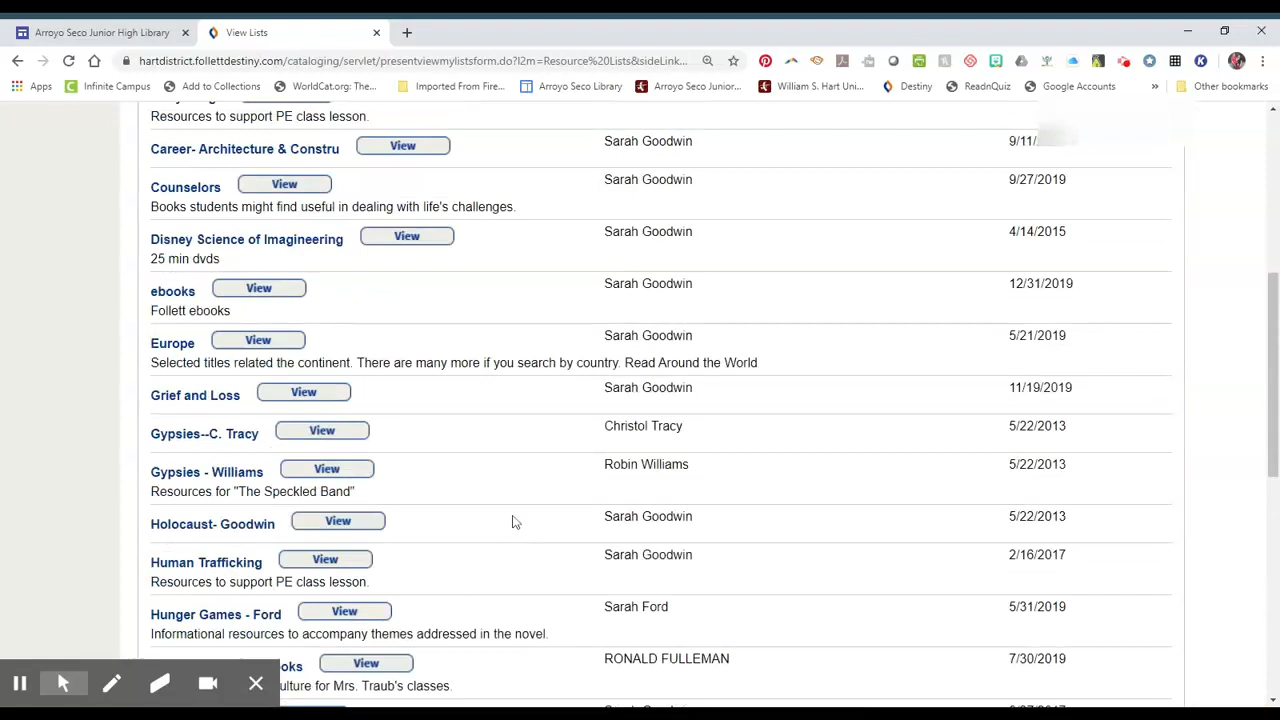 Arroyo Seco Junior High Library
View Lists
hartdistrict.follettdestiny.com/cataloging/servlet/presentviewmylistsform.do?l2m=Resource%20Lists&sideLink...
Apps
Infinite Campus
Add to Collections
WorldCat.org: The...
Imported From Fire...
Arroyo Seco Library
Arroyo Seco Junior...
William S. Hart Uni...
Destiny
ReadnQuiz
Google Accounts
»
Other bookmarks
Resources to support PE class lesson.
Career- Architecture & Constru View Sarah Goodwin 9/11/
Counselors View Sarah Goodwin 9/27/2019
Books students might find useful in dealing with life's challenges.
Disney Science of Imagineering View Sarah Goodwin 4/14/2015
25 min dvds
ebooks View Sarah Goodwin 12/31/2019
Follett ebooks
Europe View Sarah Goodwin 5/21/2019
Selected titles related the continent. There are many more if you search by country. Read Around the World
Grief and Loss View Sarah Goodwin 11/19/2019
Gypsies--C. Tracy View Christol Tracy 5/22/2013
Gypsies - Williams View Robin Williams 5/22/2013
Resources for "The Speckled Band"
Holocaust- Goodwin View Sarah Goodwin 5/22/2013
Human Trafficking View Sarah Goodwin 2/16/2017
Resources to support PE class lesson.
Hunger Games - Ford View Sarah Ford 5/31/2019
Informational resources to accompany themes addressed in the novel.
ooks View RONALD FULLEMAN 7/30/2019
ulture for Mrs. Traub's classes.